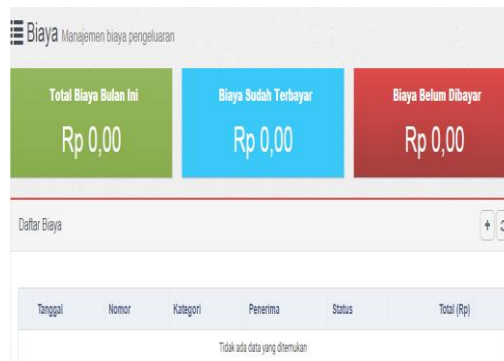 Biaya Manajemen biaya pengeluaran
Total Biaya Bulan Ini
Biaya Sudah Terbayar
Biaya Belum Dibayar
Rp 0,00
Rp 0,00
Rp 0,00
Daftar Biaya
Tanggal Nomor Kategori Penerima Status Total (Rp)
Tidak ada data yang ditemukan